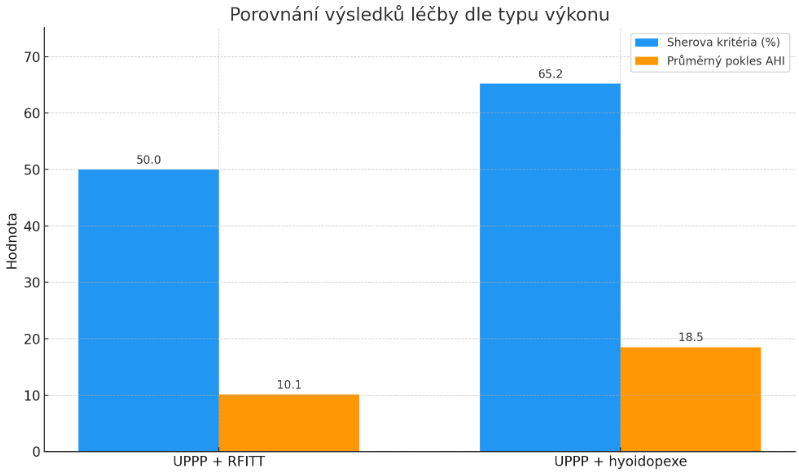 Porovnání výsledků léčby dle typu výkonu
Sherova kritéria (%)
Průměrný pokles AHI
Hodnota
70
60
50
40
30
20
10
0
50.0
10.1
65.2
18.5
UPPP + RFITT
UPPP + hyoidopexe